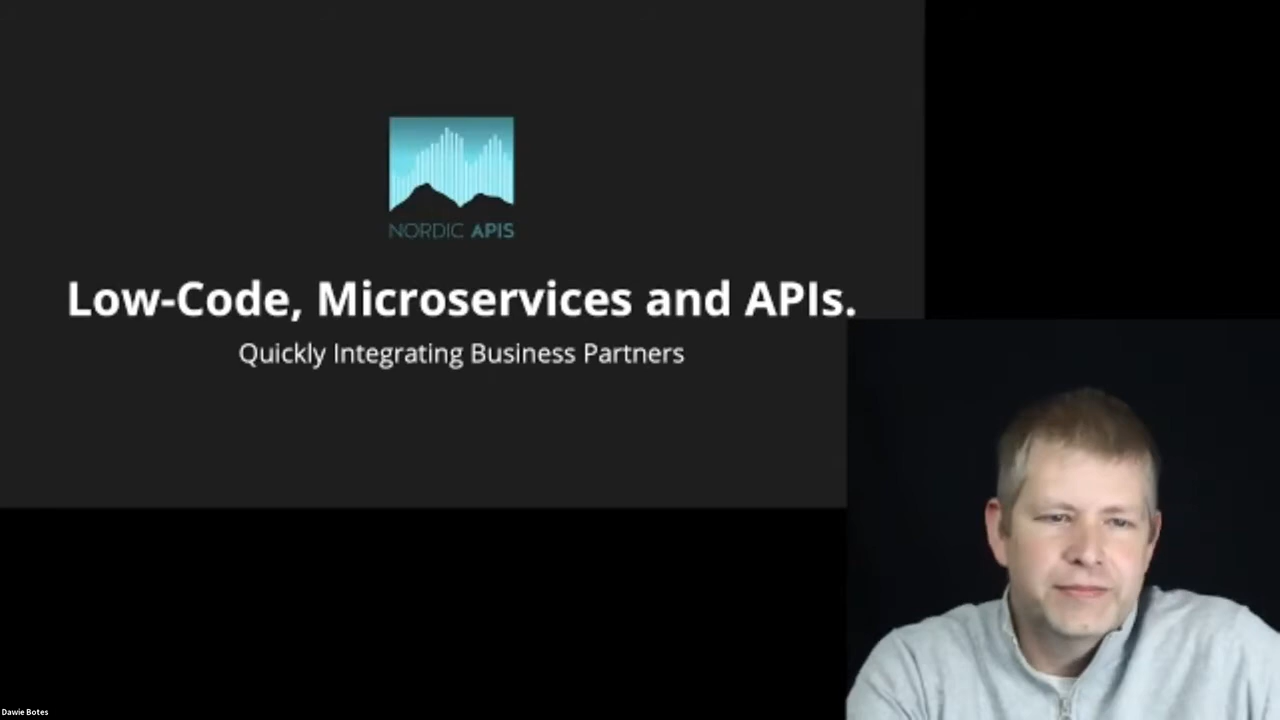 NORDIC APIS
Low-Code, Microservices and APIs.
Quickly Integrating Business Partners
Dawie Botes